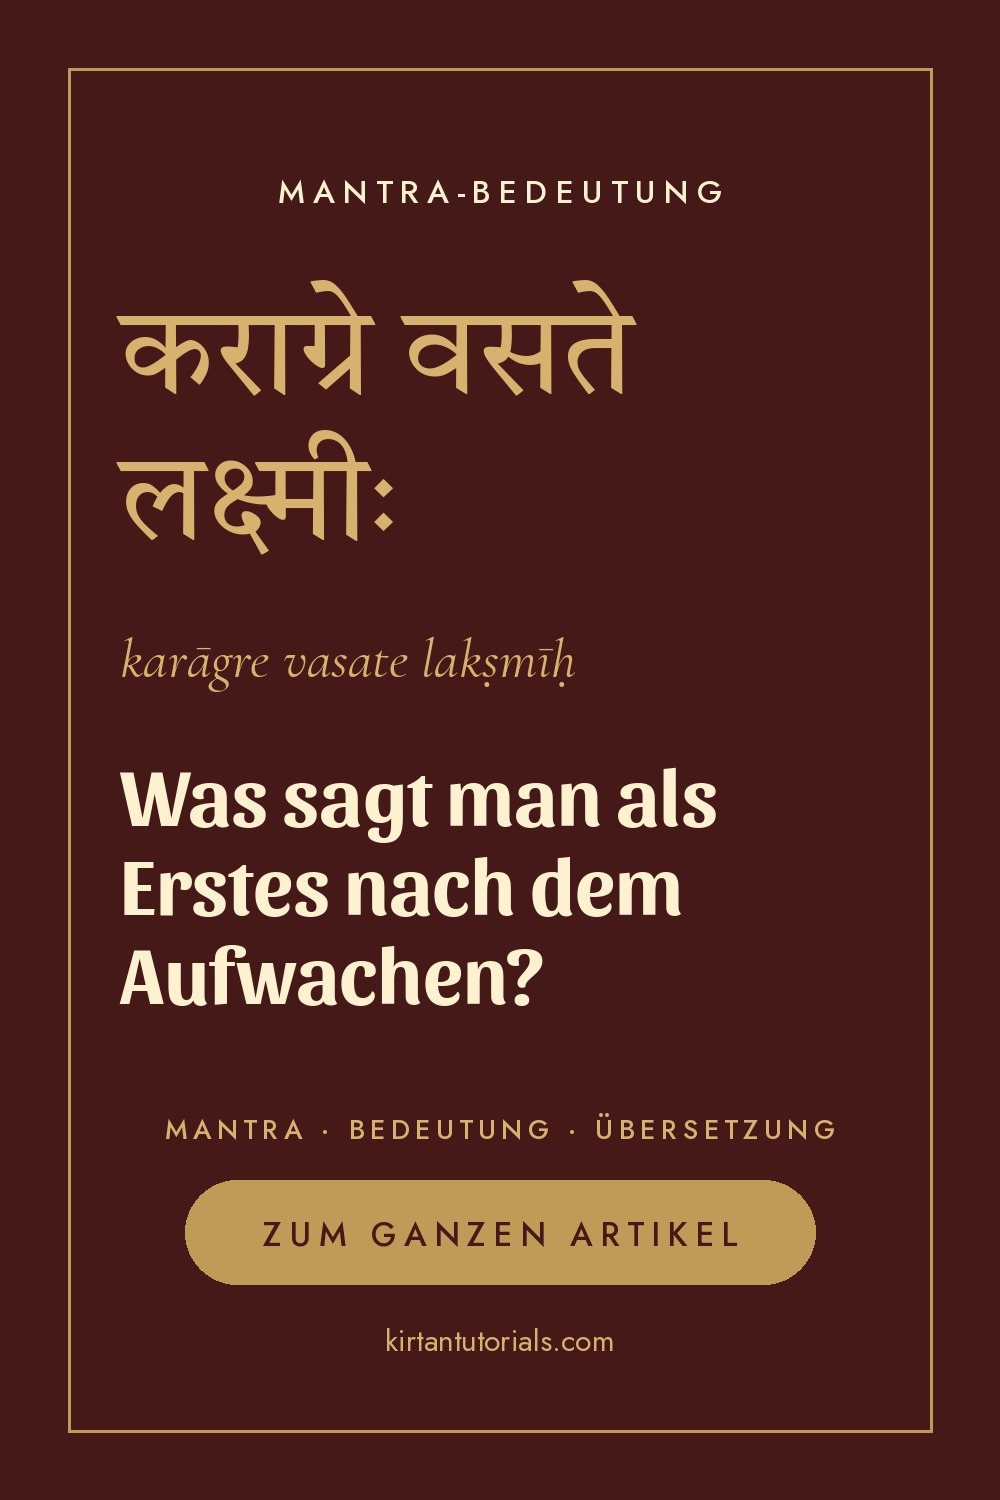 MANTRA-BEDEUTUNG
कराग्रे वसते
लक्ष्मीः
karāgre vasate lakṣmīḥ
Was sagt man als
Erstes nach dem
Aufwachen?
MANTRA · BEDEUTUNG · ÜBERSETZUNG
ZUM GANZEN ARTIKEL
kirtantutorials.com